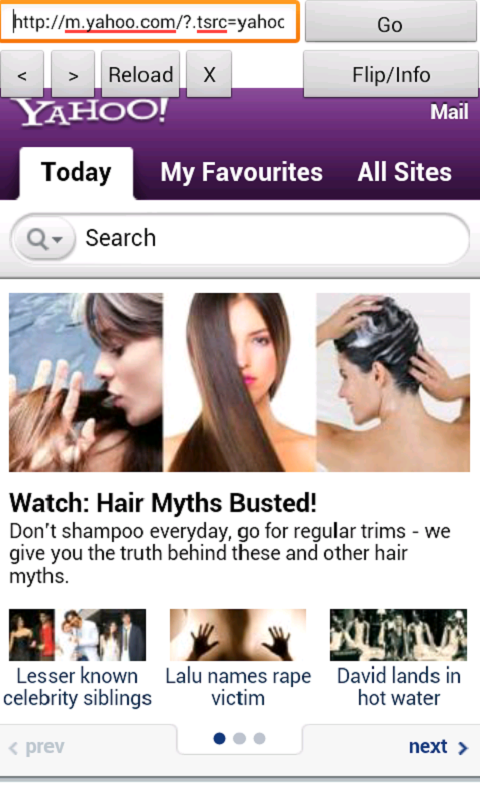 http://m.yahoo.com/?.tsrc=yahoo
Go
< > Reload X Flip/Info
YAHOO! Mail
Today My Favourites All Sites
Search
Watch: Hair Myths Busted!
Don't shampoo everyday, go for regular trims - we
give you the truth behind these and other hair
myths.
Lesser known
celebrity siblings
Lalu names rape
victim
David lands in
hot water
< prev next >